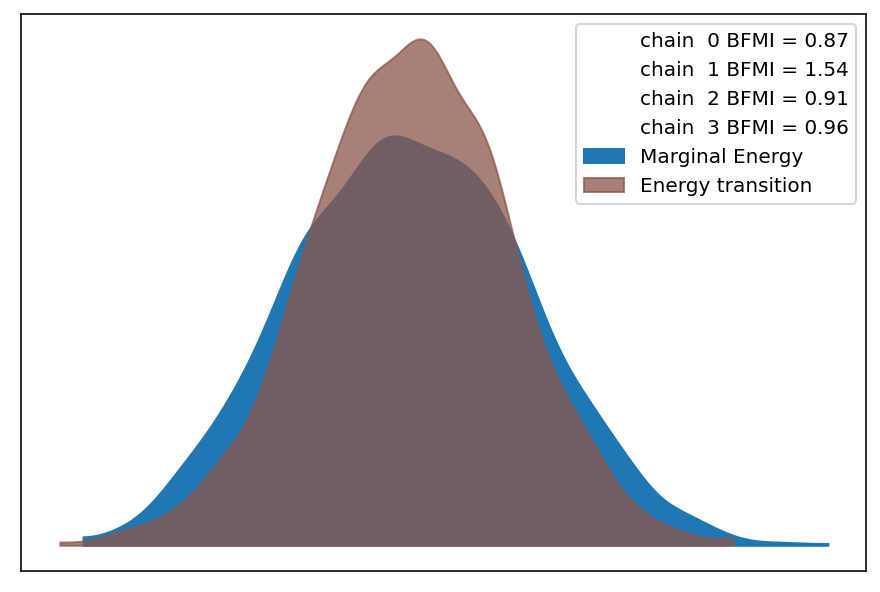 chain  0 BFMI = 0.87
chain  1 BFMI = 1.54
chain  2 BFMI = 0.91
chain  3 BFMI = 0.96
Marginal Energy
Energy transition